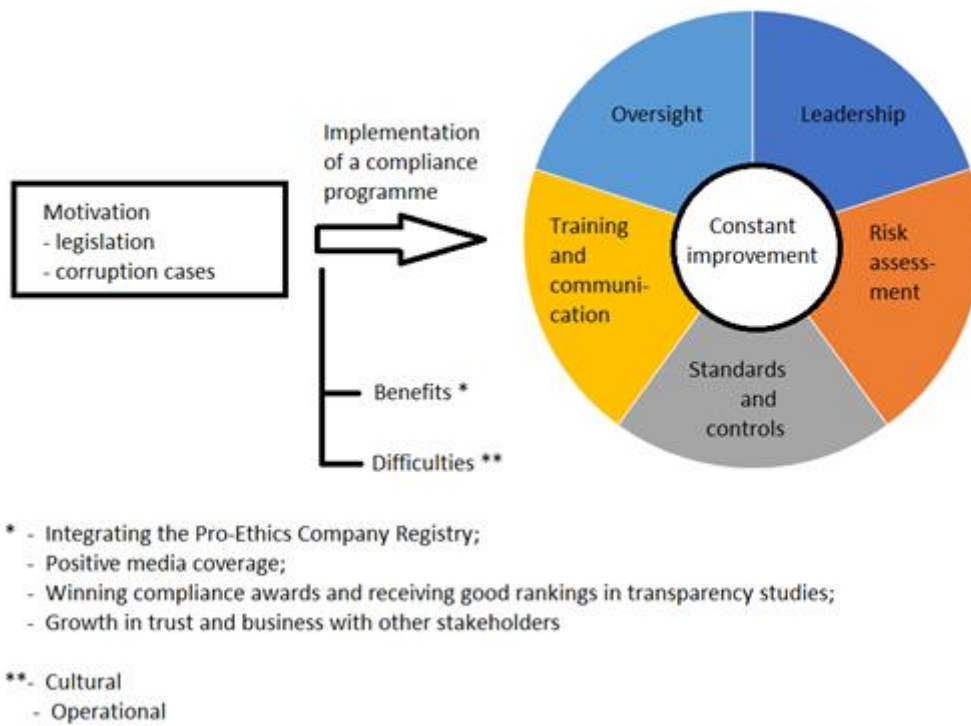 Motivation
- legislation
- corruption cases
Implementation
of a compliance
programme
Benefits *
Difficulties **
Oversight
Leadership
Training
and
communi-
cation
Constant
improvement
Risk
assess-
ment
Standards
and
controls
* - Integrating the Pro-Ethics Company Registry;
- Positive media coverage;
- Winning compliance awards and receiving good rankings in transparency studies;
- Growth in trust and business with other stakeholders
**- Cultural
- Operational